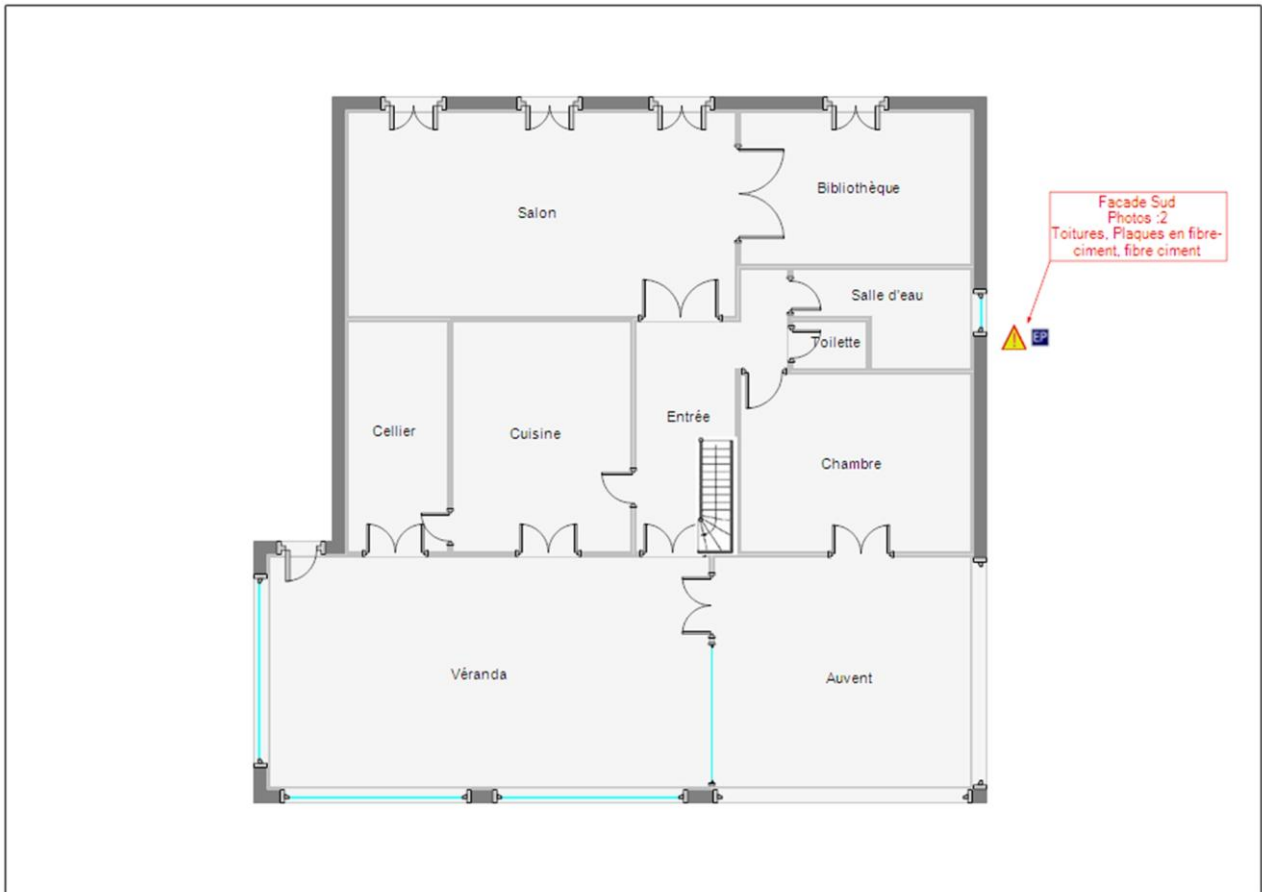 Bibliothèque
Salon
Facade Sud
Photos :2
Toitures, Plaques en fibre-
ciment, fibre ciment
Salle d'eau
EP
Toilette
Entrée
Cellier
Cuisine
Chambre
Véranda
Auvent